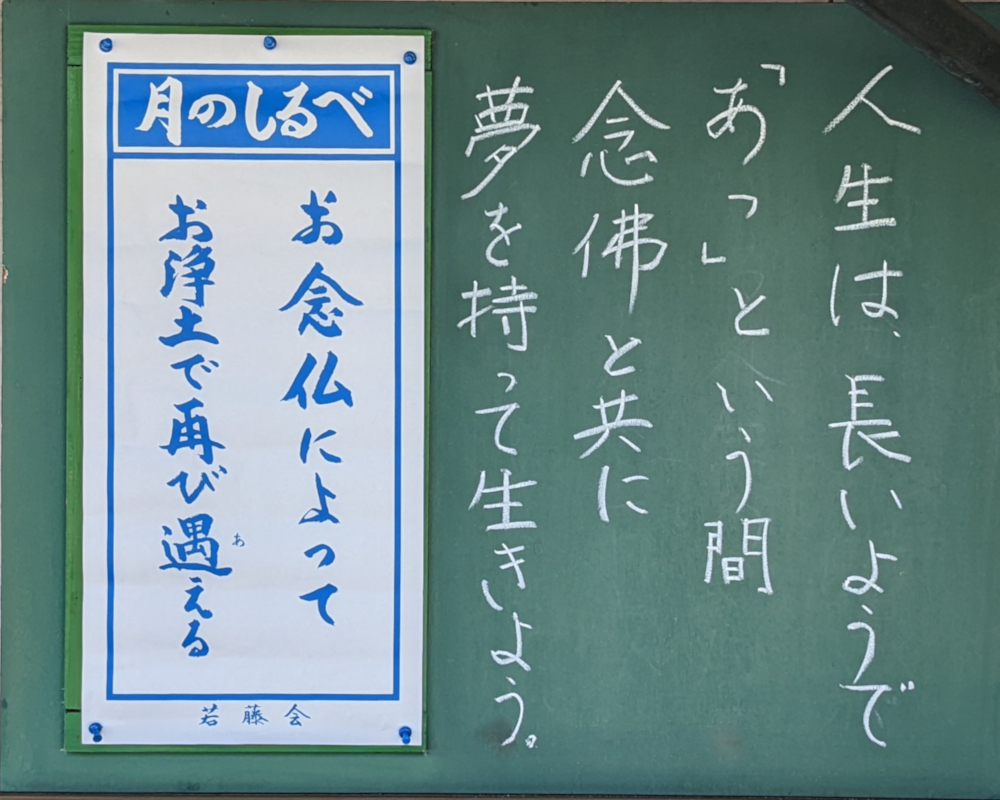 人生は、長いようで
「あっ」という間
念佛と共に
夢を持って生きよう。
月のしるべ
お念仏によって
お浄土で再び遇える
あ
若藤会